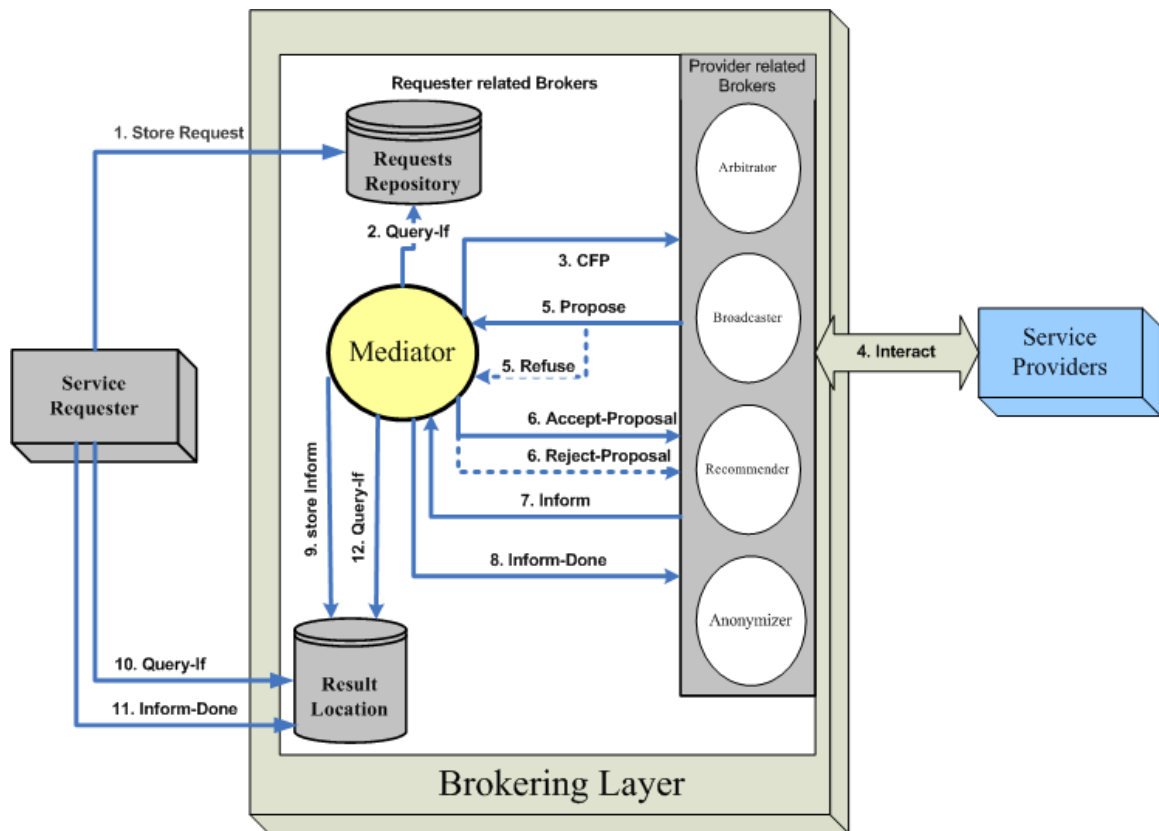 Provider related
Brokers
Requester related Brokers
1. Store Request
Requests
Repository
Arbitrator
2. Query-If
3. CFP
5. Propose
Broadcaster
Mediator
5. Refuse
4. Interact
Service
Providers
Service
Requester
6. Accept-Proposal
6. Reject-Proposal
Recommender
7. Inform
9. store Inform
12. Query-If
8. Inform-Done
Anonymizer
10. Query-If
11. Inform-Done
Result
Location
Brokering Layer